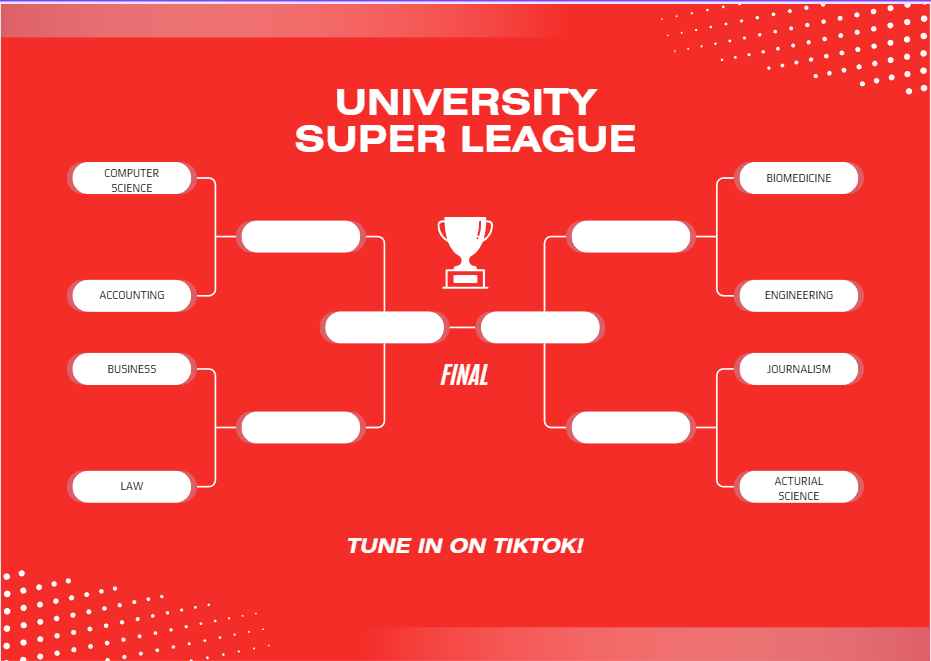 UNIVERSITY
SUPER LEAGUE
COMPUTER
SCIENCE
BIOMEDICINE
ACCOUNTING
ENGINEERING
BUSINESS
JOURNALISM
FINAL
LAW
ACTURIAL
SCIENCE
TUNE IN ON TIKTOK!